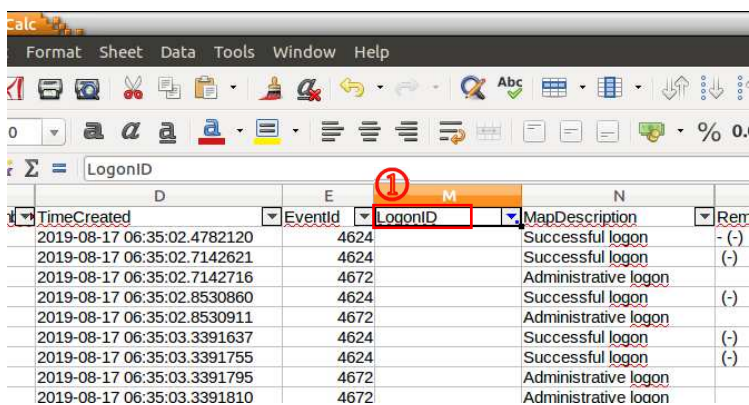 Calc
Format Sheet Data Tools Window Help
Abc
0 a a a a % 0.
Σ = LogonID
D E ① M N
TimeCreated EventId LogonID MapDescription Rem
2019-08-17 06:35:02.4782120 4624 Successful logon - (-)
2019-08-17 06:35:02.7142621 4624 Successful logon (-)
2019-08-17 06:35:02.7142716 4672 Administrative logon
2019-08-17 06:35:02.8530860 4624 Successful logon (-)
2019-08-17 06:35:02.8530911 4672 Administrative logon
2019-08-17 06:35:03.3391637 4624 Successful logon (-)
2019-08-17 06:35:03.3391755 4624 Successful logon (-)
2019-08-17 06:35:03.3391795 4672 Administrative logon
2019-08-17 06:35:03.3391810 4672 Administrative logon